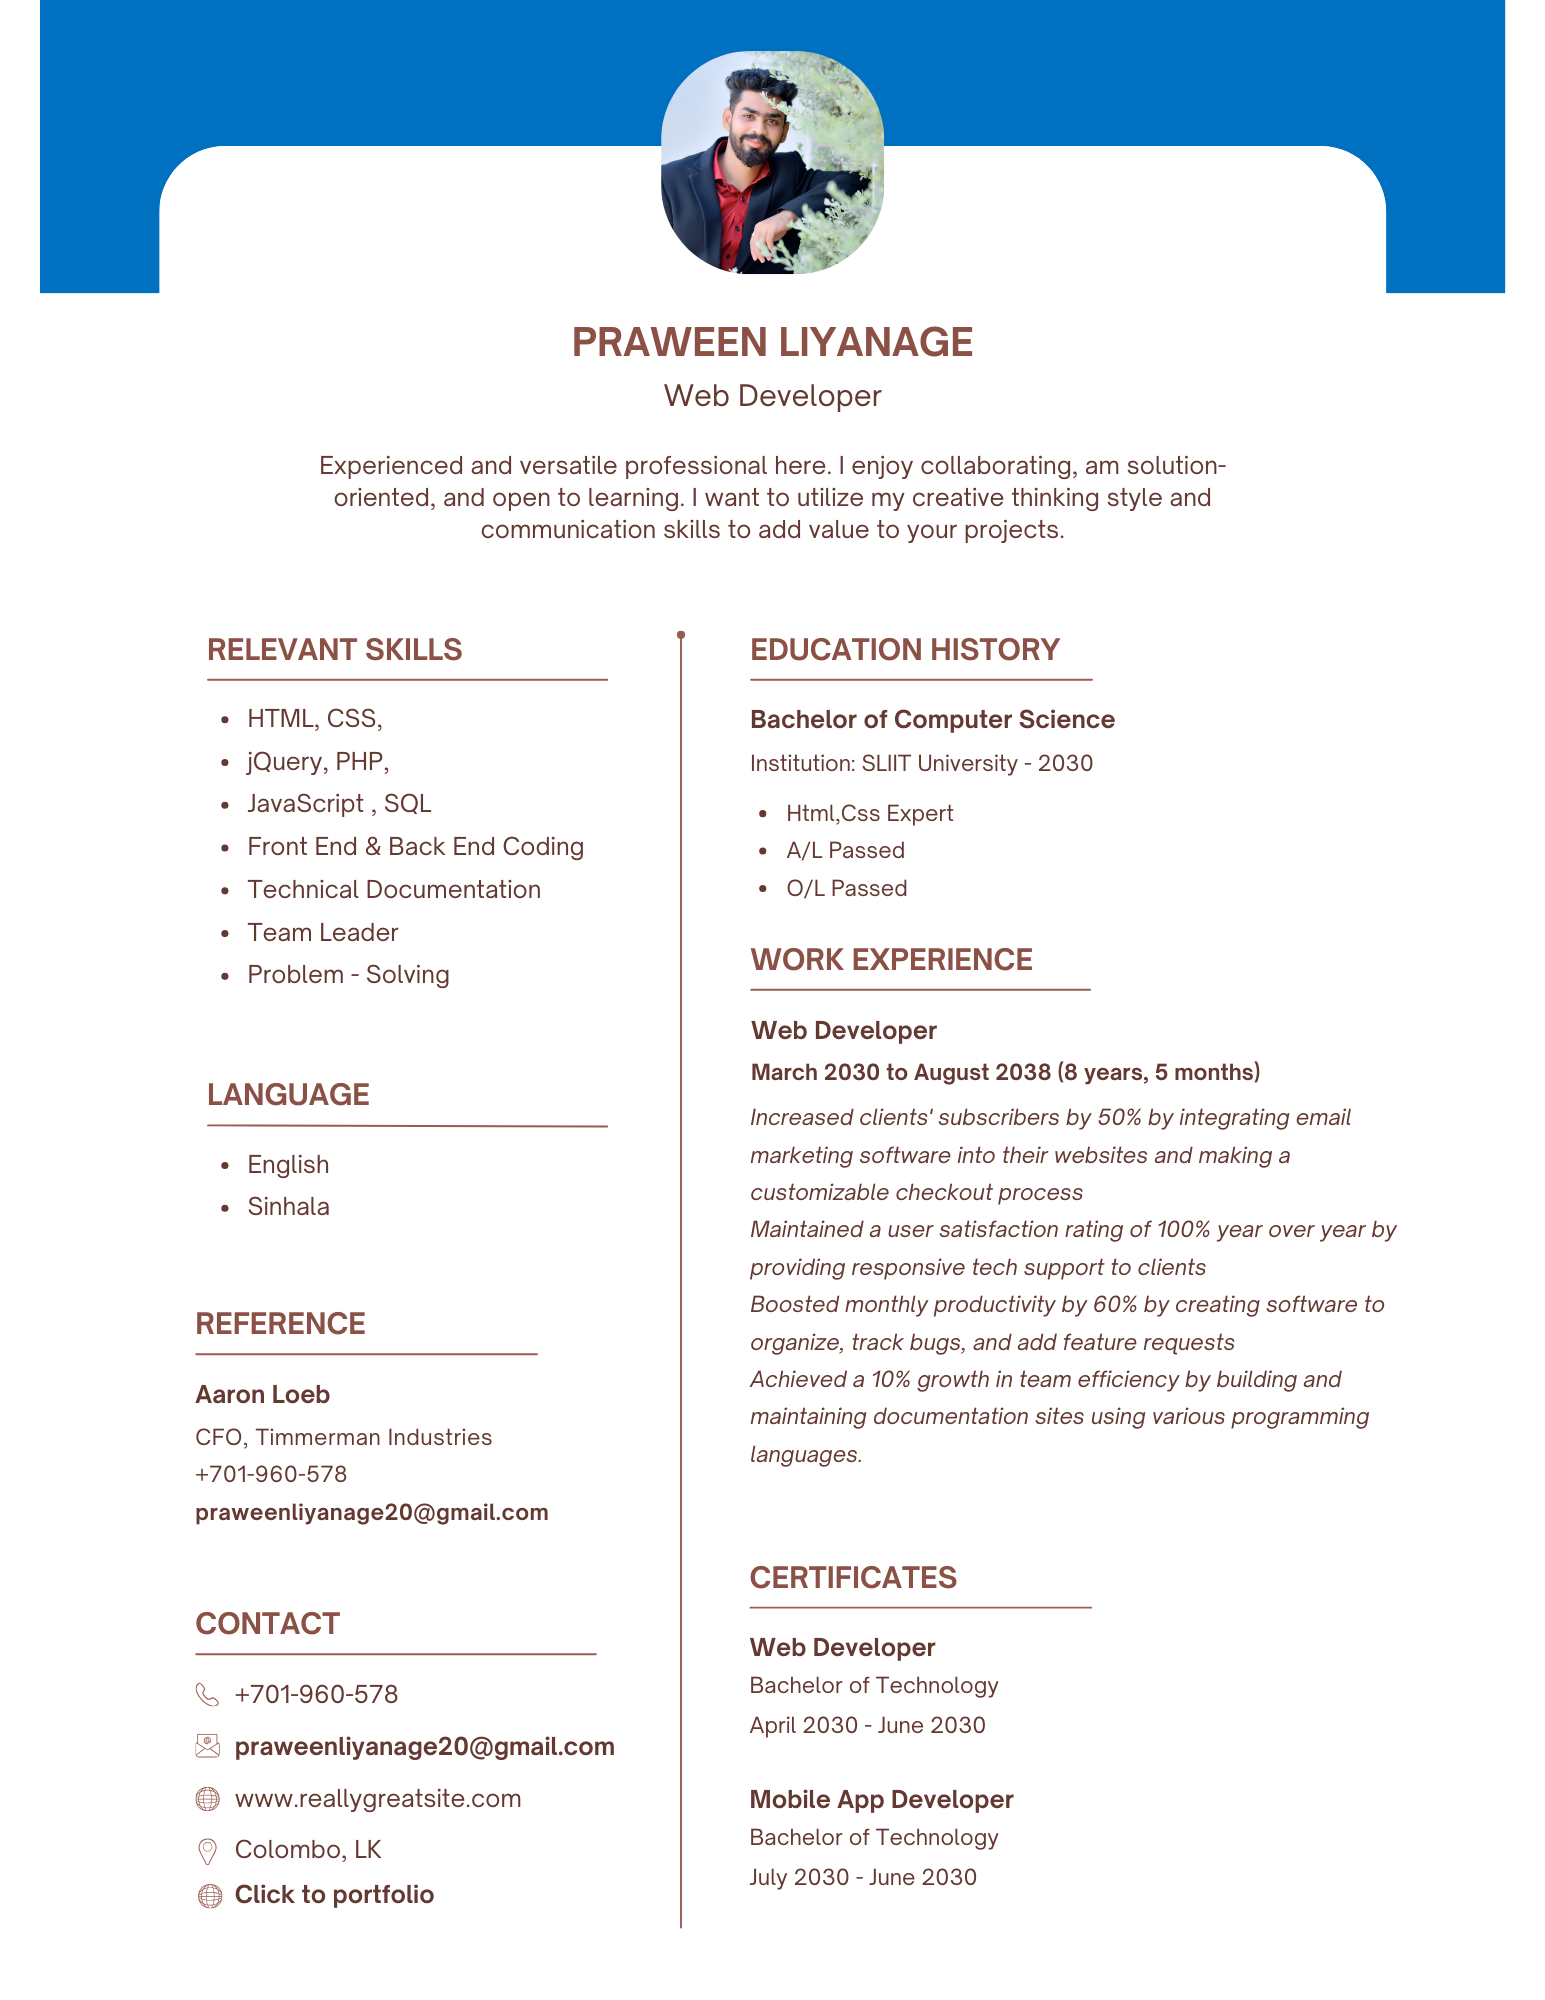 PRAWEEN LIYANAGE
Web Developer
Experienced and versatile professional here. I enjoy collaborating, am solution-
oriented, and open to learning. I want to utilize my creative thinking style and
communication skills to add value to your projects.
RELEVANT SKILLS
• HTML, CSS,
• jQuery, PHP,
• JavaScript , SQL
• Front End & Back End Coding
• Technical Documentation
• Team Leader
• Problem - Solving
LANGUAGE
• English
• Sinhala
REFERENCE
Aaron Loeb
CFO, Timmerman Industries
+701-960-578
praweenliyanage20@gmail.com
CONTACT
+701-960-578
praweenliyanage20@gmail.com
www.reallygreatsite.com
Colombo, LK
Click to portfolio
EDUCATION HISTORY
Bachelor of Computer Science
Institution: SLIIT University - 2030
• Html,Css Expert
• A/L Passed
• O/L Passed
WORK EXPERIENCE
Web Developer
March 2030 to August 2038 (8 years, 5 months)
Increased clients' subscribers by 50% by integrating email
marketing software into their websites and making a
customizable checkout process
Maintained a user satisfaction rating of 100% year over year by
providing responsive tech support to clients
Boosted monthly productivity by 60% by creating software to
organize, track bugs, and add feature requests
Achieved a 10% growth in team efficiency by building and
maintaining documentation sites using various programming
languages.
CERTIFICATES
Web Developer
Bachelor of Technology
April 2030 - June 2030
Mobile App Developer
Bachelor of Technology
July 2030 - June 2030